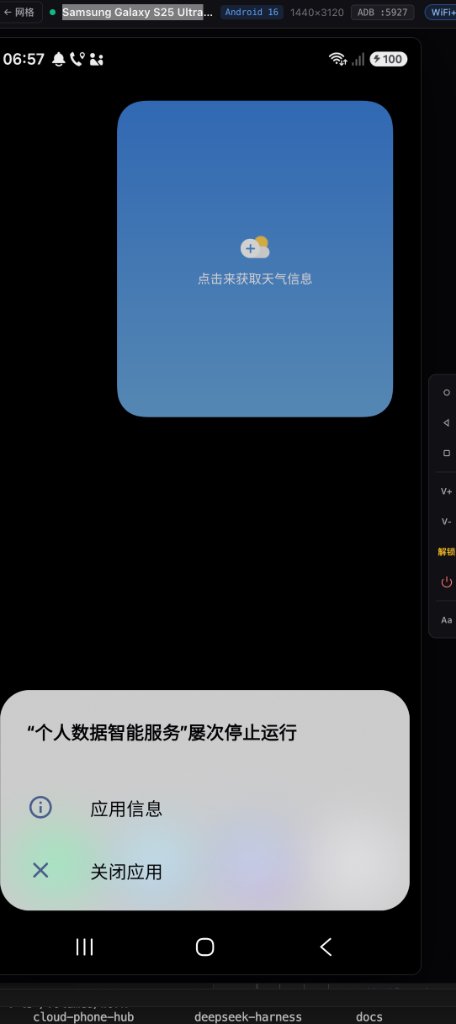 ← 网格 Samsung Galaxy S25 Ultra... Android 16 1440×3120 ADB :5927 WiFi+
06:57 100
点击来获取天气信息
V+
V-
解锁
Aa
“个人数据智能服务”屡次停止运行
应用信息
关闭应用
cloud-phone-hub deepseek-harness docs